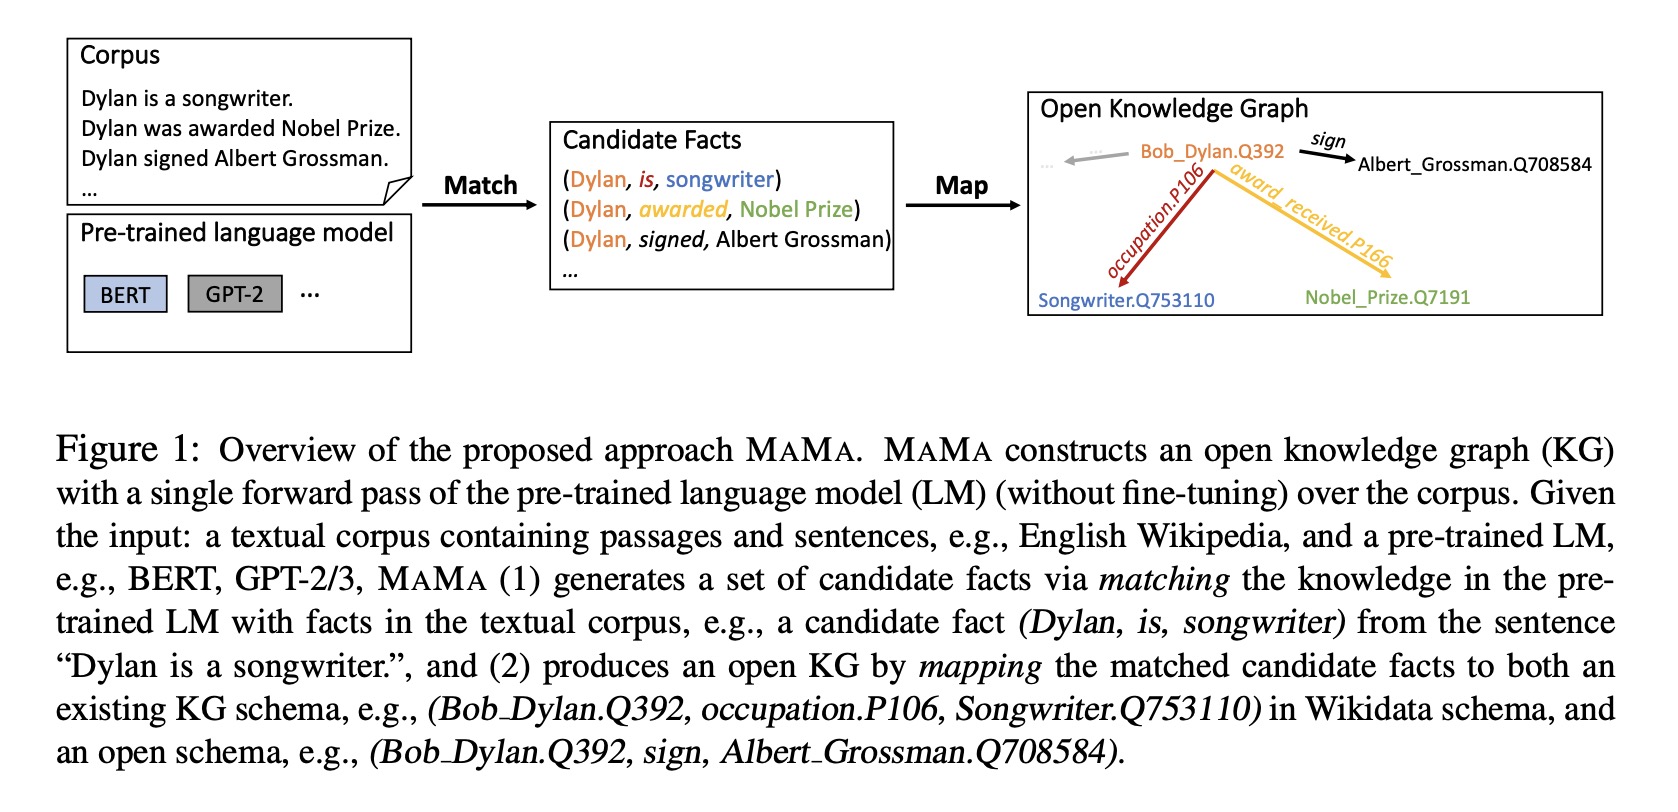 Corpus
Dylan is a songwriter.
Dylan was awarded Nobel Prize.
Dylan signed Albert Grossman.
...
Pre-trained language model
BERT
GPT-2
...
Match
Candidate Facts
(Dylan, is, songwriter)
(Dylan, awarded, Nobel Prize)
(Dylan, signed, Albert Grossman)
...
Map
Open Knowledge Graph
sign
... ... Bob_Dylan.Q392
Albert_Grossman.Q708584
occupation.P106
award_received.P166
Songwriter.Q753110
Nobel_Prize.Q7191
Figure 1: Overview of the proposed approach MAMA. MAMA constructs an open knowledge graph (KG)
with a single forward pass of the pre-trained language model (LM) (without fine-tuning) over the corpus. Given
the input: a textual corpus containing passages and sentences, e.g., English Wikipedia, and a pre-trained LM,
e.g., BERT, GPT-2/3, MAMA (1) generates a set of candidate facts via matching the knowledge in the pre-
trained LM with facts in the textual corpus, e.g., a candidate fact (Dylan, is, songwriter) from the sentence
“Dylan is a songwriter.”, and (2) produces an open KG by mapping the matched candidate facts to both an
existing KG schema, e.g., (Bob_Dylan.Q392, occupation.P106, Songwriter.Q753110) in Wikidata schema, and
an open schema, e.g., (Bob_Dylan.Q392, sign, Albert_Grossman.Q708584).